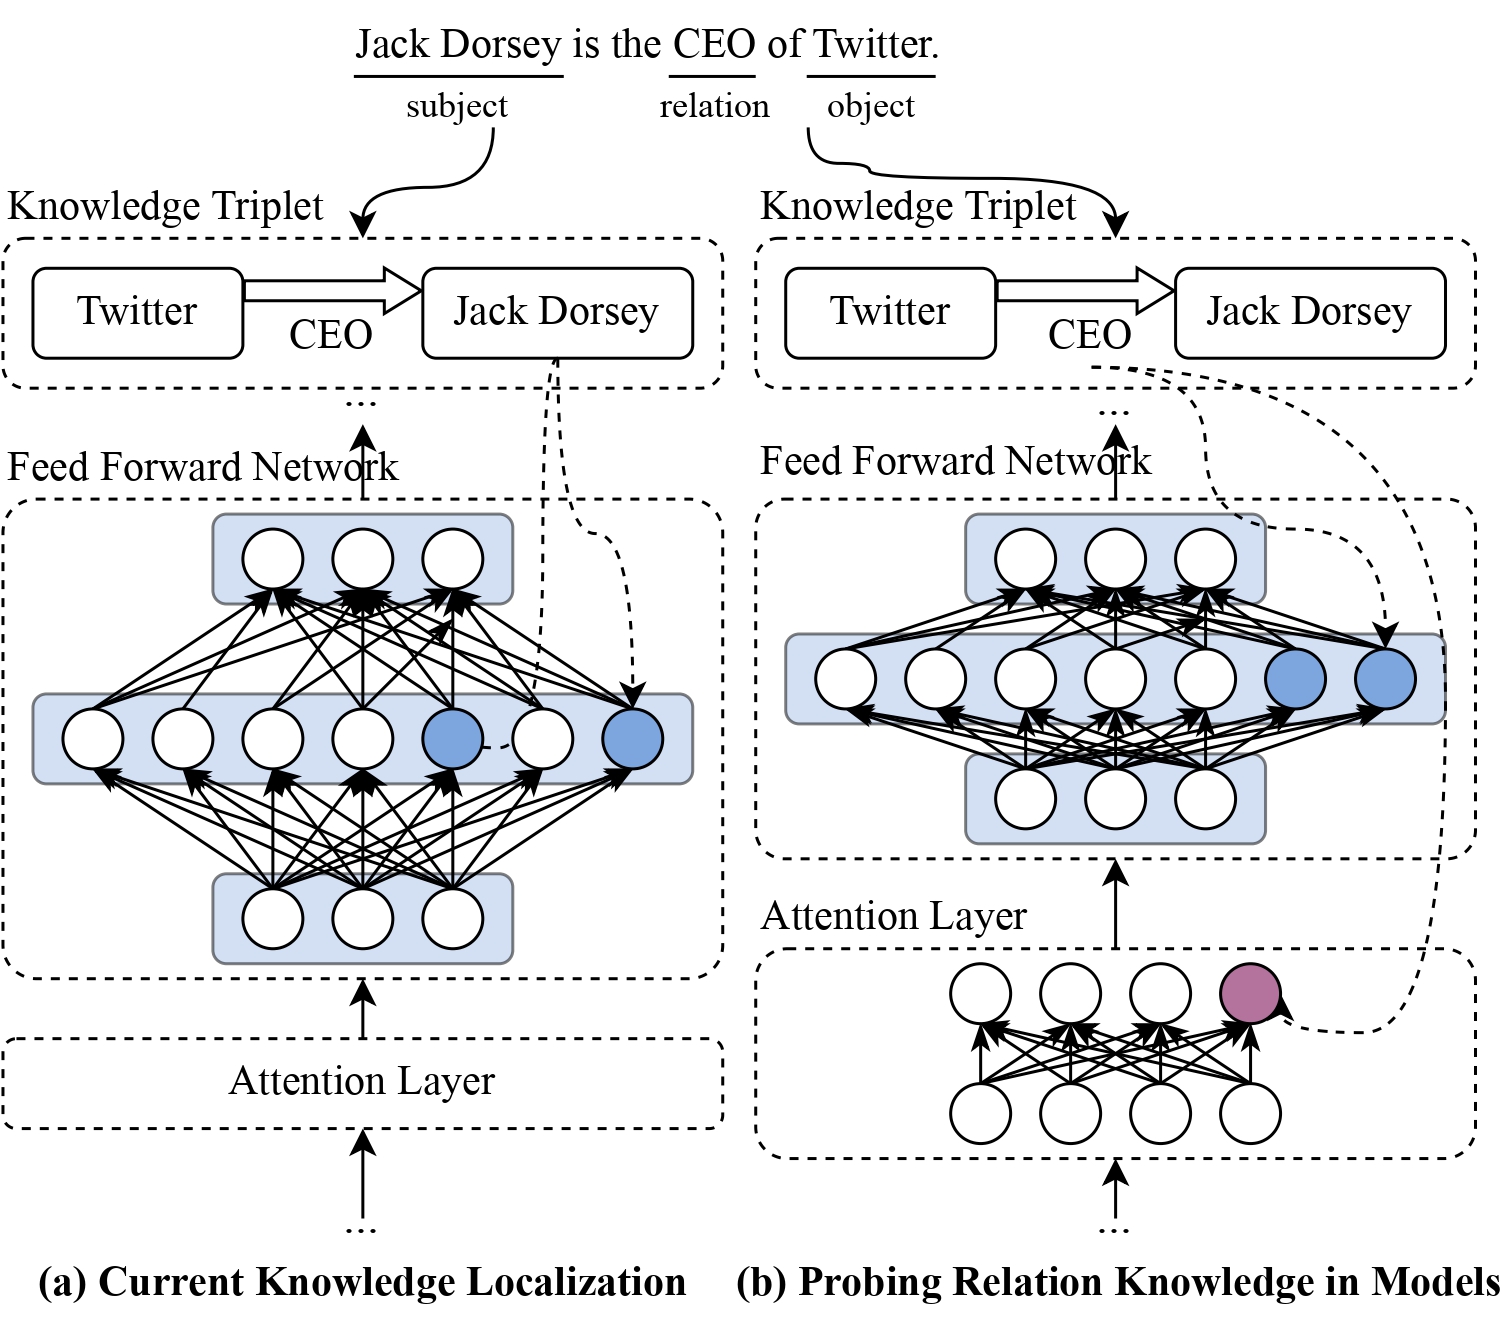 Jack Dorsey is the CEO of Twitter.
subject relation object
Knowledge Triplet
Twitter
CEO
Jack Dorsey
...
Feed Forward Network
Attention Layer
...
(a) Current Knowledge Localization
Knowledge Triplet
Twitter
CEO
Jack Dorsey
...
Feed Forward Network
Attention Layer
...
(b) Probing Relation Knowledge in Models